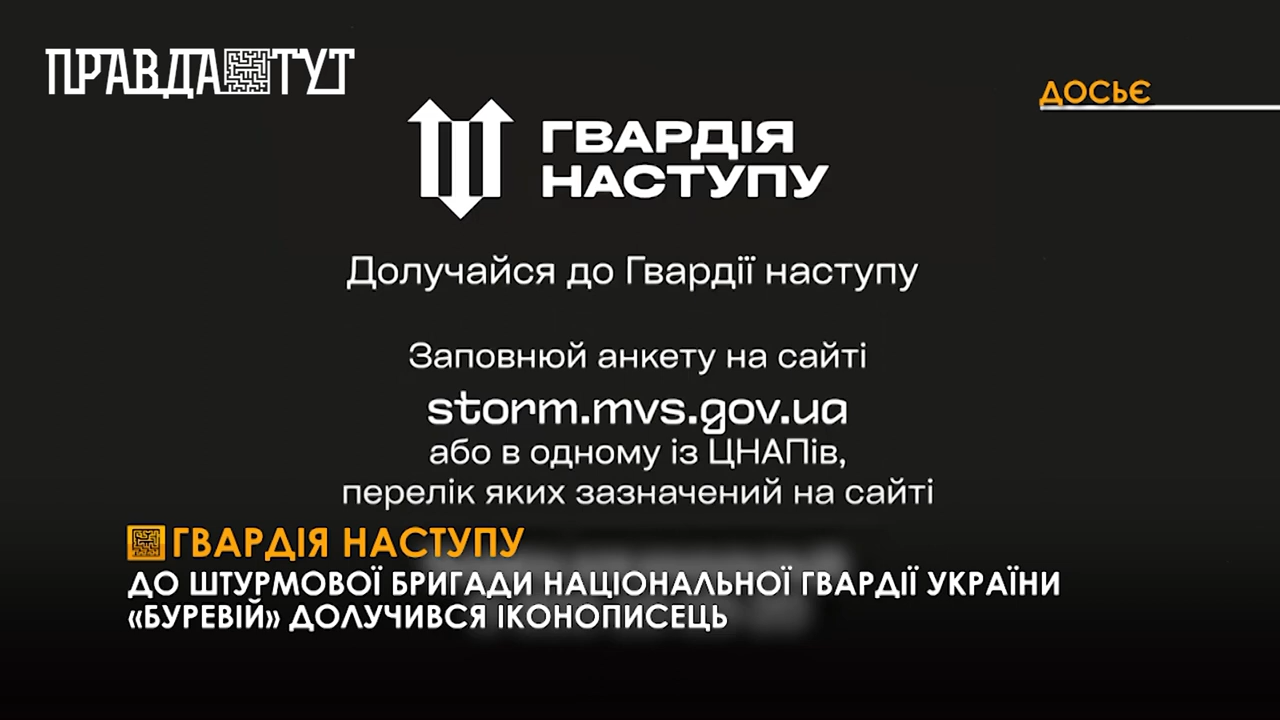 ПРАВДА ТУТ
ДОСЬЄ
ГВАРДІЯ
НАСТУПУ
Долучайся до Гвардії наступу
Заповнюй анкету на сайті
storm.mvs.gov.ua
або в одному із ЦНАПів,
перелік яких зазначений на сайті
ГВАРДІЯ НАСТУПУ
ДО ШТУРМОВОЇ БРИГАДИ НАЦІОНАЛЬНОЇ ГВАРДІЇ УКРАЇНИ
«БУРЕВІЙ» ДОЛУЧИВСЯ ІКОНОПИСЕЦЬ